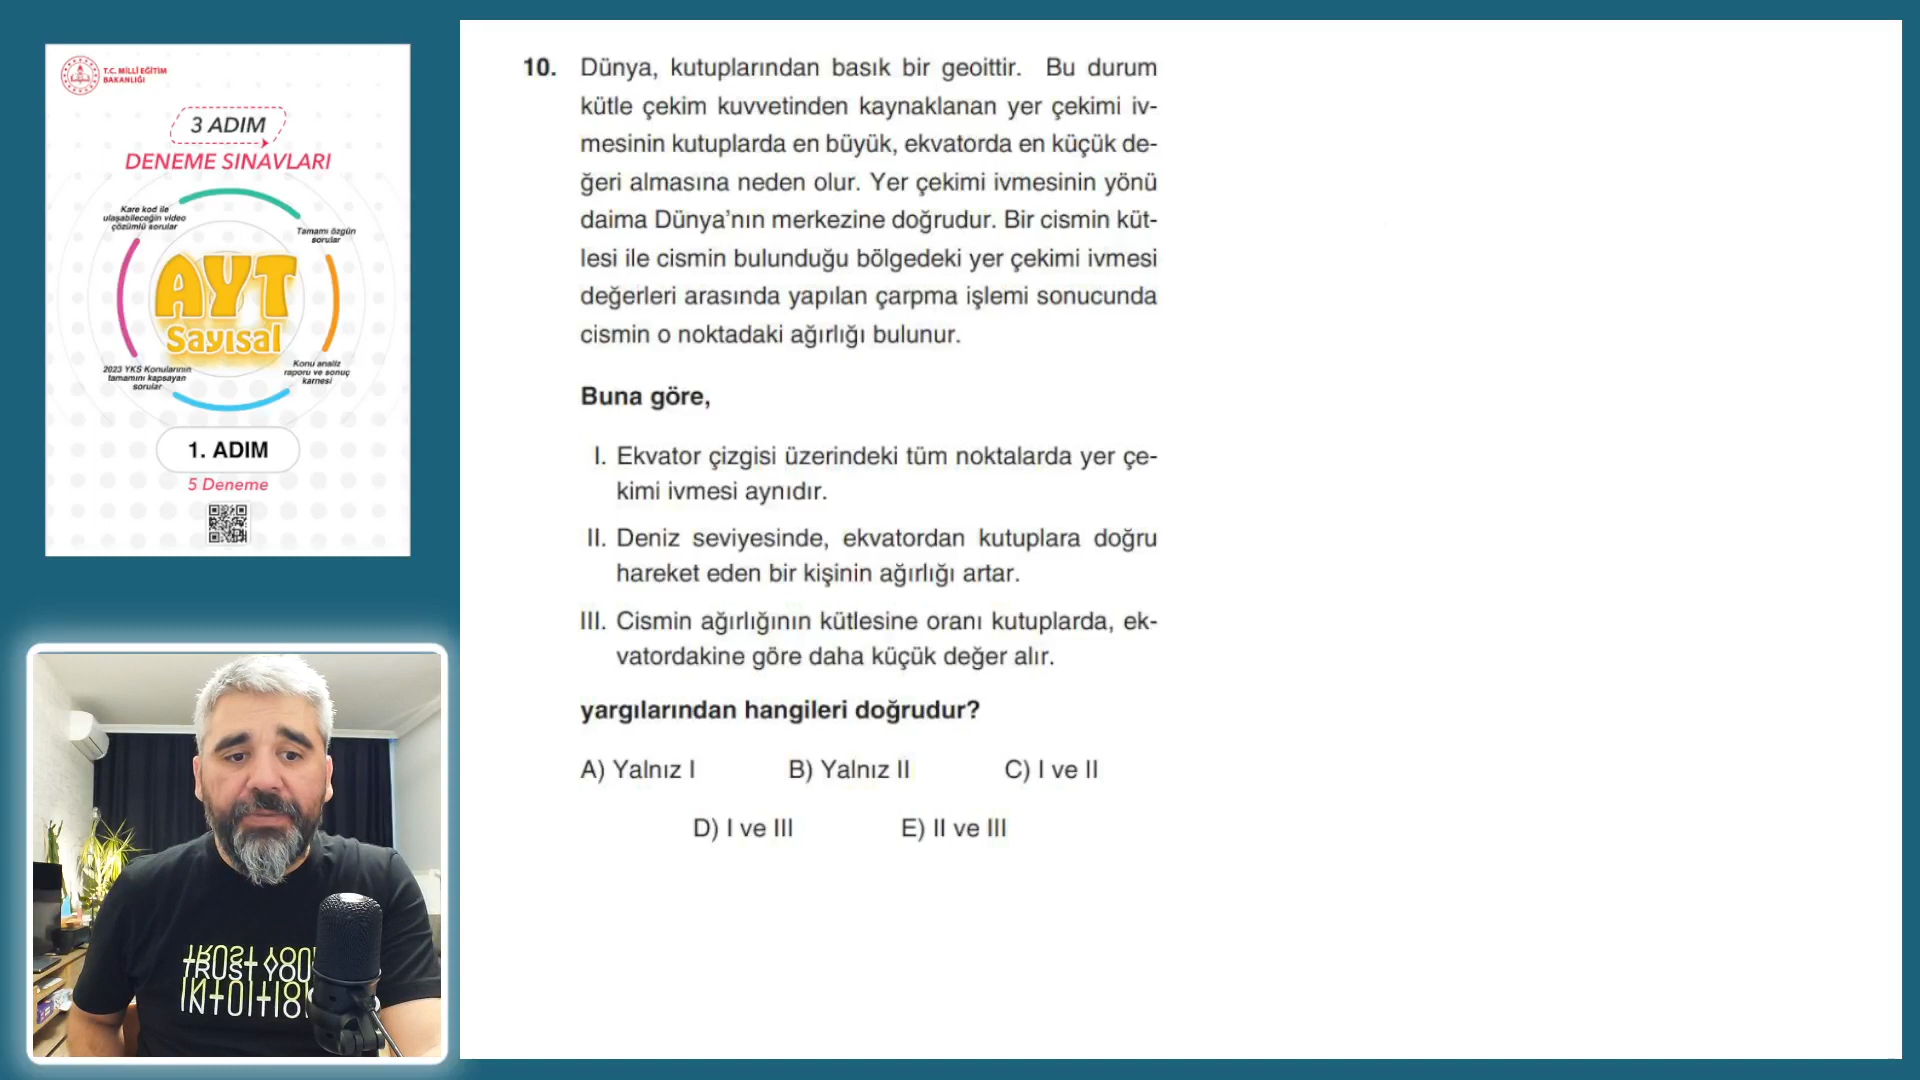 T.C. MİLLÎ EĞİTİM
BAKANLIĞI
3 ADIM
DENEME SINAVLARI
Kare kod ile
ulaşabileceğin video
çözümlü sorular
Tamamı özgün
sorular
AYT
Sayısal
2023 YKS Konularının
tamamını kapsayan
sorular
Konu analiz
raporu ve sonuç
karnesi
1. ADIM
5 Deneme
10. Dünya, kutuplarından basık bir geoittir. Bu durum
kütle çekim kuvvetinden kaynaklanan yer çekimi iv-
mesinin kutuplarda en büyük, ekvatorda en küçük de-
ğeri almasına neden olur. Yer çekimi ivmesinin yönü
daima Dünya’nın merkezine doğrudur. Bir cismin küt-
lesi ile cismin bulunduğu bölgedeki yer çekimi ivmesi
değerleri arasında yapılan çarpma işlemi sonucunda
cismin o noktadaki ağırlığı bulunur.
Buna göre,
I. Ekvator çizgisi üzerindeki tüm noktalarda yer çe-
kimi ivmesi aynıdır.
II. Deniz seviyesinde, ekvatordan kutuplara doğru
hareket eden bir kişinin ağırlığı artar.
III. Cismin ağırlığının kütlesine oranı kutuplarda, ek-
vatordakine göre daha küçük değer alır.
yargılarından hangileri doğrudur?
A) Yalnız I B) Yalnız II C) I ve II
D) I ve III E) II ve III
TRUST YOU
INTUITIO